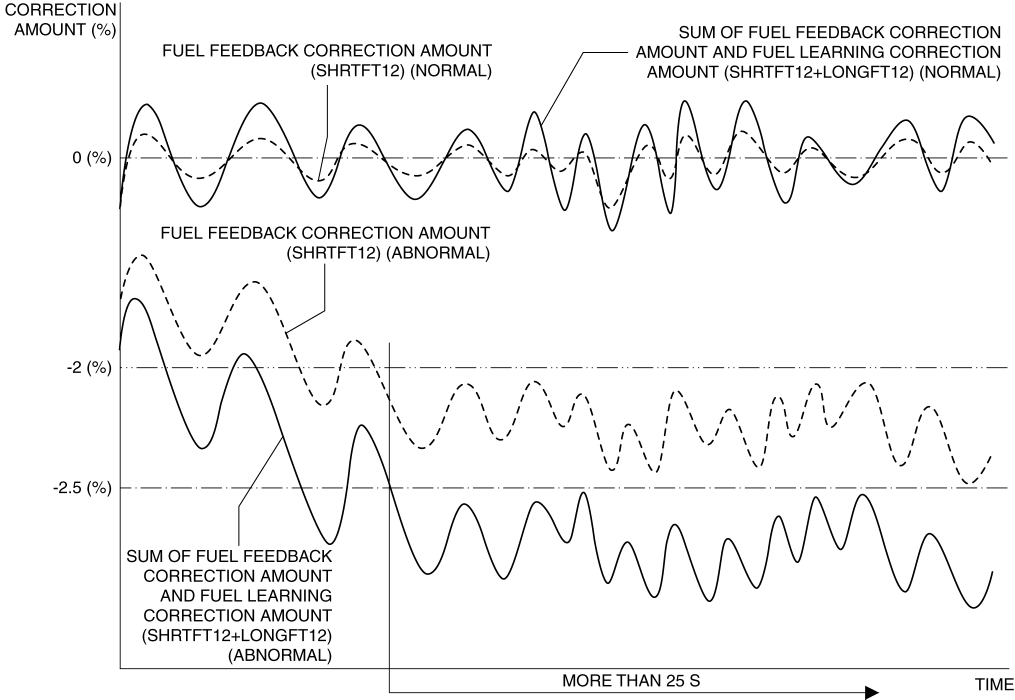 CORRECTION
AMOUNT (%)
FUEL FEEDBACK CORRECTION AMOUNT
(SHRTFT12) (NORMAL)
SUM OF FUEL FEEDBACK CORRECTION
AMOUNT AND FUEL LEARNING CORRECTION
AMOUNT (SHRTFT12+LONGFT12) (NORMAL)
0 (%)
FUEL FEEDBACK CORRECTION AMOUNT
(SHRTFT12) (ABNORMAL)
-2 (%)
-2.5 (%)
SUM OF FUEL FEEDBACK
CORRECTION AMOUNT
AND FUEL LEARNING
CORRECTION AMOUNT
(SHRTFT12+LONGFT12)
(ABNORMAL)
MORE THAN 25 S
TIME